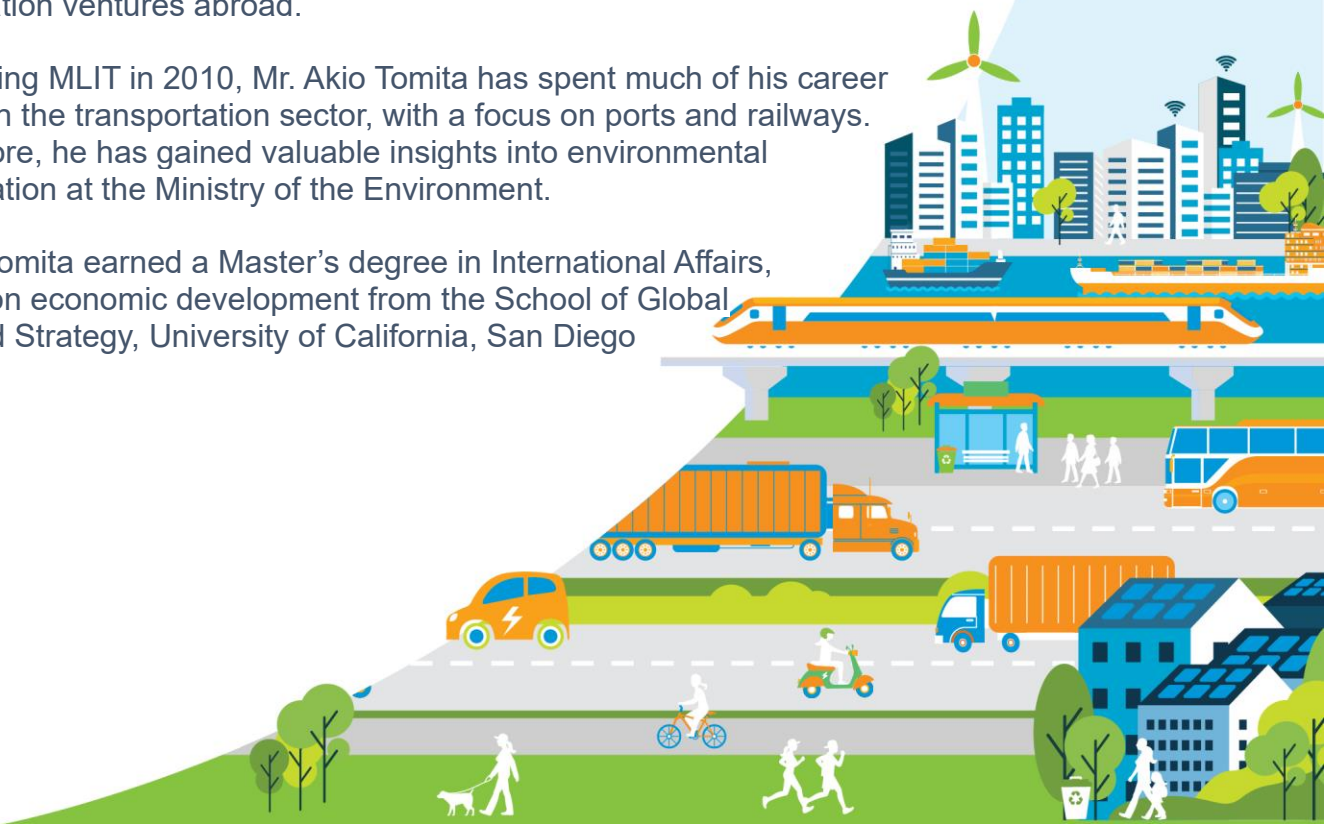 ation ventures abroad.
ing MLIT in 2010, Mr. Akio Tomita has spent much of his career
n the transportation sector, with a focus on ports and railways.
ore, he has gained valuable insights into environmental
ation at the Ministry of the Environment.
omita earned a Master’s degree in International Affairs,
on economic development from the School of Global
d Strategy, University of California, San Diego